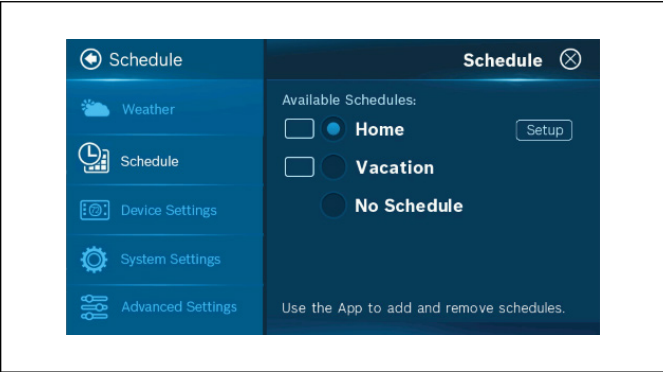 Schedule
Weather
Schedule
Device Settings
System Settings
Advanced Settings
Schedule
Available Schedules:
Home
Setup
Vacation
No Schedule
Use the App to add and remove schedules.